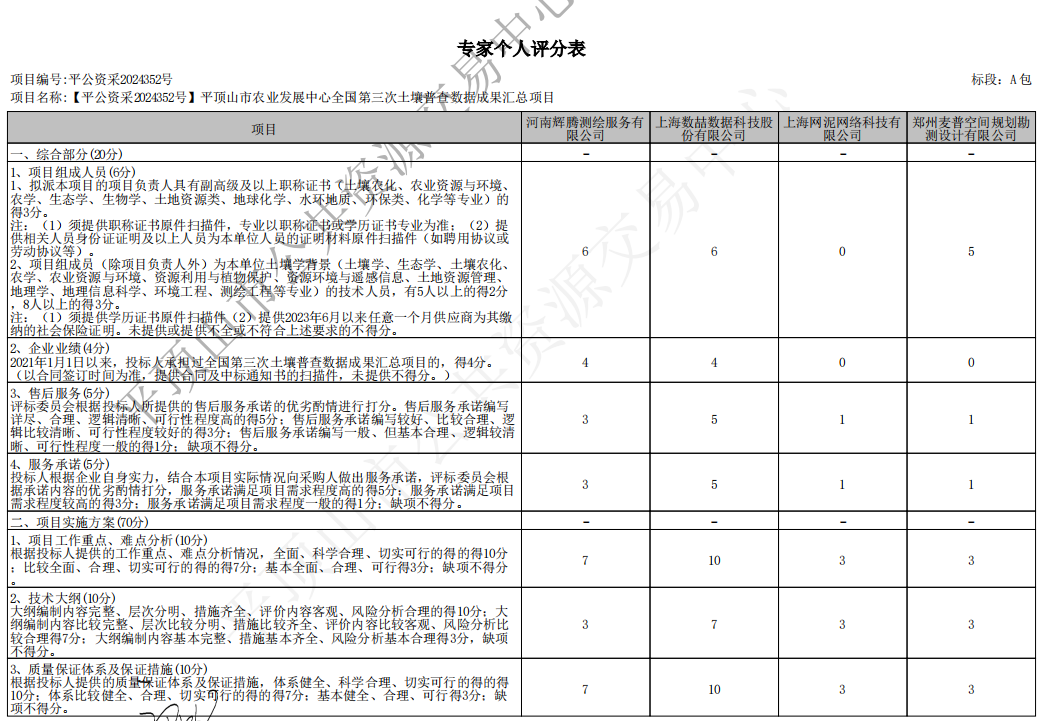 专家个人评分表
项目编号:平公资采2024352号
标段：A包
项目名称:【平公资采2024352号】平顶山市农业发展中心全国第三次土壤普查数据成果汇总项目
项目
河南辉腾测绘服务有限公司
上海数喆数据科技股份有限公司
上海网泥网络科技有限公司
郑州麦普空间规划勘测设计有限公司
一、综合部分(20分)
- - - -
1、项目组成人员(6分)
1、拟派本项目的项目负责人具有副高级及以上职称证书（土壤农化、农业资源与环境、
农学、生态学、生物学、土地资源类、地球化学、水环地质、环保类、化学等专业）的
得3分。
注：（1）须提供职称证书原件扫描件，专业以职称证书或学历证书专业为准；（2）提
供相关人员身份证证明及以上人员为本单位人员的证明材料原件扫描件（如聘用协议或
劳动协议等）。
2、项目组成员（除项目负责人外）为本单位土壤学背景（土壤学、生态学、土壤农化、
农学、农业资源与环境、资源利用与植物保护、资源环境与遥感信息、土地资源管理、
地理学、地理信息科学、环境工程、测绘工程等专业）的技术人员，有5人以上的得2分
，8人以上的得3分。
注：（1）须提供学历证书原件扫描件（2）提供2023年6月以来任意一个月供应商为其缴
纳的社会保险证明。未提供或提供不全或不符合上述要求的不得分。
6 6 0 5
2、企业业绩(4分)
2021年1月1日以来，投标人承担过全国第三次土壤普查数据成果汇总项目的，得4分。
（以合同签订时间为准，提供合同及中标通知书的扫描件，未提供不得分。）
4 4 0 0
3、售后服务(5分)
评标委员会根据投标人所提供的售后服务承诺的优劣酌情进行打分。售后服务承诺编写
详尽、合理、逻辑清晰、可行性程度高的得5分；售后服务承诺编写较好、比较合理、逻
辑比较清晰、可行性程度较好的得3分；售后服务承诺编写一般、但基本合理、逻辑较清
晰、可行性程度一般的得1分；缺项不得分。
3 5 1 1
4、服务承诺(5分)
投标人根据企业自身实力，结合本项目实际情况向采购人做出服务承诺，评标委员会根
据承诺内容的优劣酌情打分，服务承诺满足项目需求程度高的得5分；服务承诺满足项目
需求程度较高的得3分；服务承诺满足项目需求程度一般的得1分；缺项不得分。
3 5 1 1
二、项目实施方案(70分)
- - - -
1、项目工作重点、难点分析(10分)
根据投标人提供的工作重点、难点分析情况，全面、科学合理、切实可行的得的得10分
；比较全面、合理、切实可行的得的得7分；基本全面、合理、可行得3分；缺项不得分
。
7 10 3 3
2、技术大纲(10分)
大纲编制内容完整、层次分明、措施齐全、评价内容客观、风险分析合理的得10分；大
纲编制内容比较完整、层次比较分明、措施比较齐全、评价内容比较客观、风险分析比
较合理得7分；大纲编制内容基本完整、措施基本齐全、风险分析基本合理得3分，缺项
不得分。
3 7 3 3
3、质量保证体系及保证措施(10分)
根据投标人提供的质量保证体系及保证措施，体系健全、科学合理、切实可行的得的得
10分；体系比较健全、合理、切实可行的得的得7分；基本健全、合理、可行得3分；缺
项不得分。
7 10 3 3
平顶山市公共资源交易中心
平顶山市公共资源交易中心